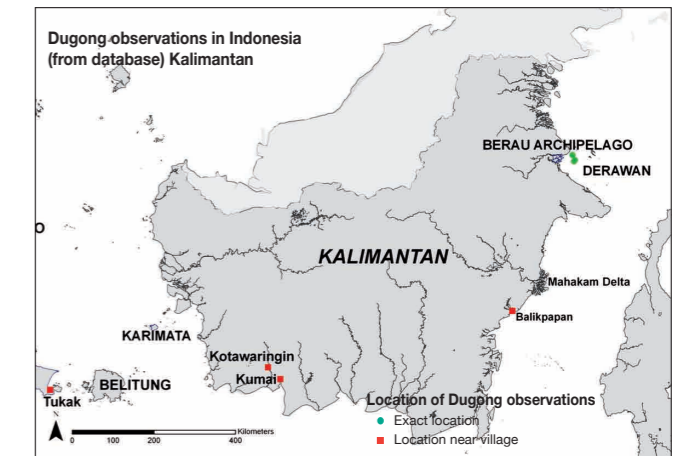 Dugong observations in Indonesia
(from database) Kalimantan
BERAU ARCHIPELAGO
DERAWAN
O
KALIMANTAN
Mahakam Delta
Balikpapan
KARIMATA
Kotawaringin
Kumai
BELITUNG
Tukak
Location of Dugong observations
Exact location
Location near village
N
Kilometers
0 100 200 400